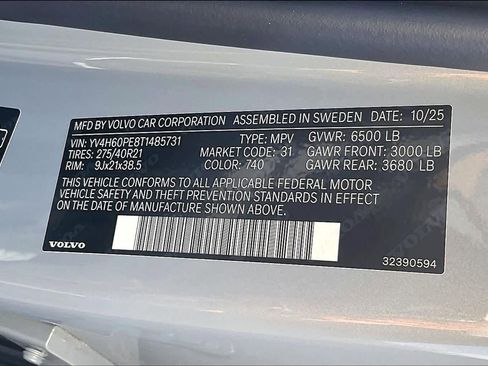 MFD BY VOLVO CAR CORPORATION ASSEMBLED IN SWEDEN DATE: 10/25
VIN: YV4H60PE8T1485731 TYPE: MPV GVWR: 6500 LB
TIRES: 275/40R21 MARKET CODE: 31 GAWR FRONT: 3000 LB
RIM: 9Jx21x38.5 COLOR: 740 GAWR REAR: 3680 LB
THIS VEHICLE CONFORMS TO ALL APPLICABLE FEDERAL MOTOR
VEHICLE SAFETY AND THEFT PREVENTION STANDARDS IN EFFECT
ON THE DATE OF MANUFACTURE SHOWN ABOVE.
VOLVO
32390594